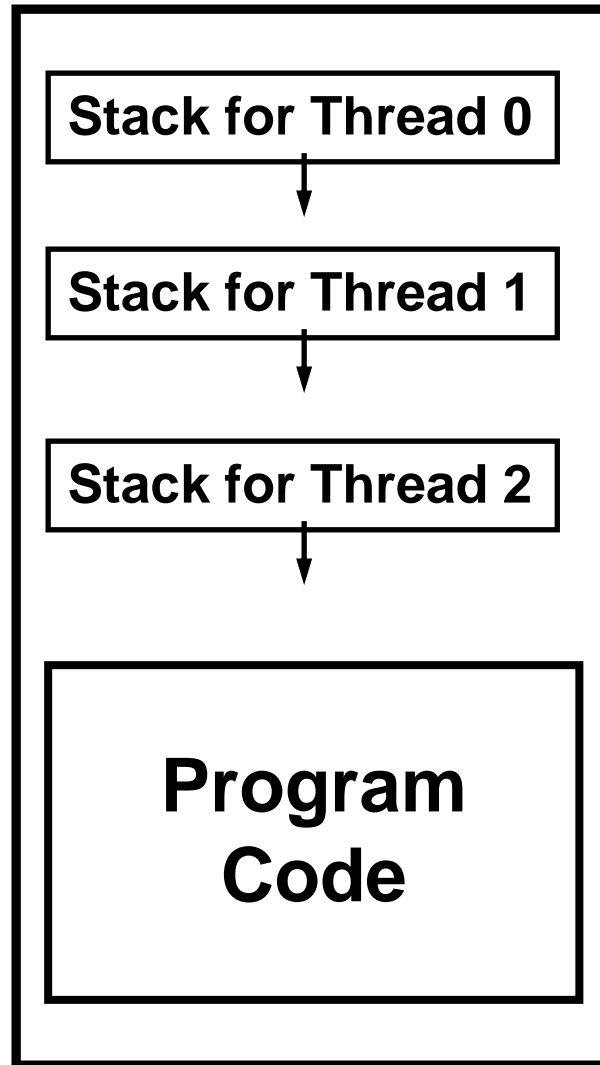 Stack for Thread 0
Stack for Thread 1
Stack for Thread 2
Program
Code